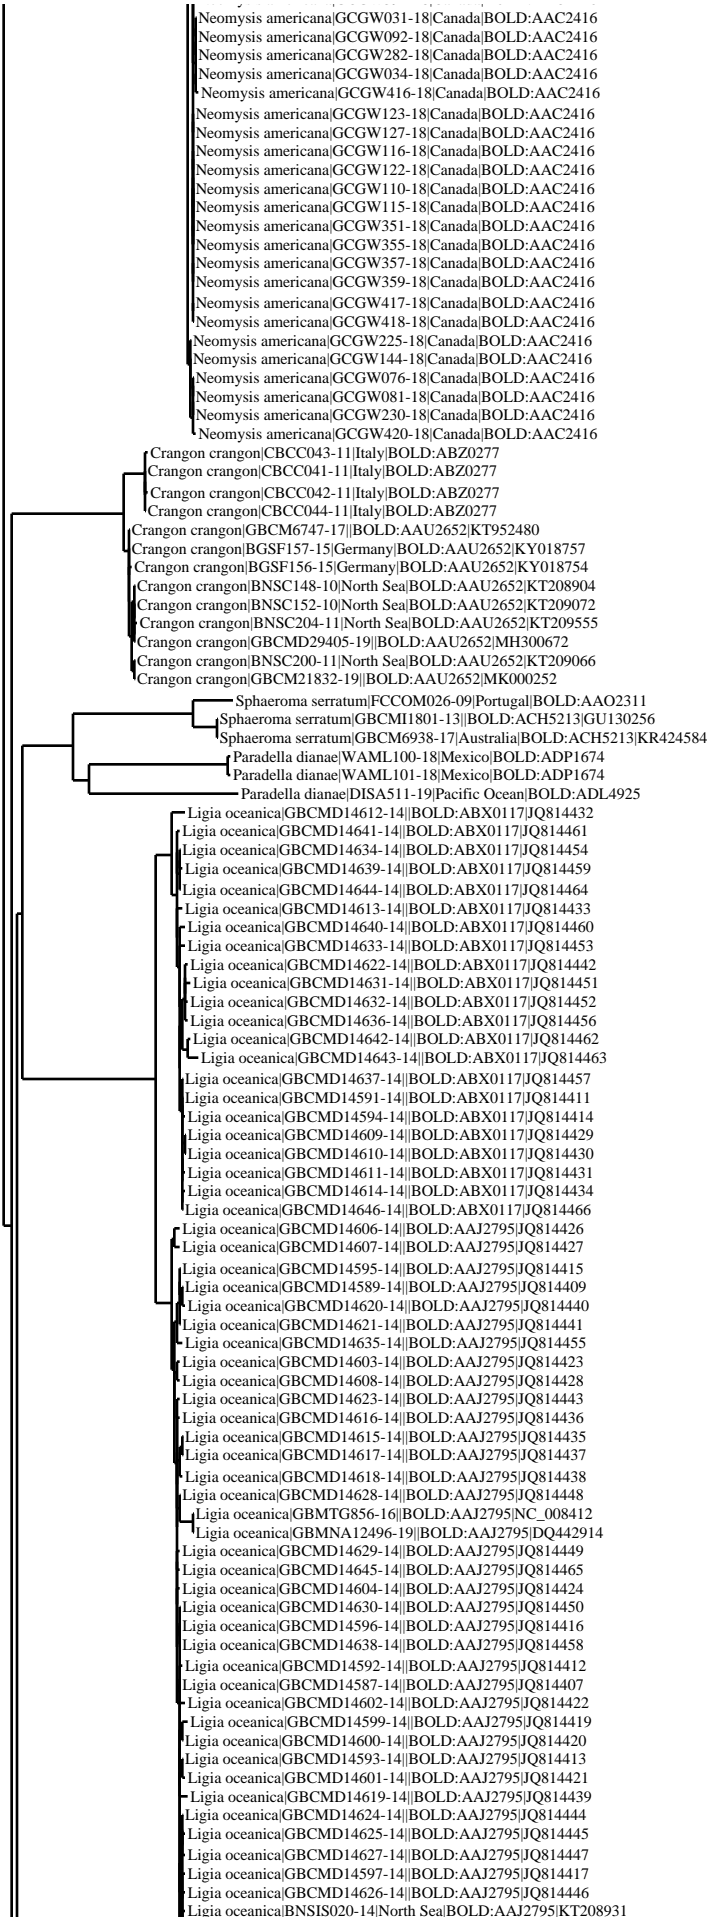 Neomysis americana|GCGW031-18|Canada|BOLD:AAC2416
Neomysis americana|GCGW092-18|Canada|BOLD:AAC2416
Neomysis americana|GCGW282-18|Canada|BOLD:AAC2416
Neomysis americana|GCGW034-18|Canada|BOLD:AAC2416
Neomysis americana|GCGW416-18|Canada|BOLD:AAC2416
Neomysis americana|GCGW123-18|Canada|BOLD:AAC2416
Neomysis americana|GCGW127-18|Canada|BOLD:AAC2416
Neomysis americana|GCGW116-18|Canada|BOLD:AAC2416
Neomysis americana|GCGW122-18|Canada|BOLD:AAC2416
Neomysis americana|GCGW110-18|Canada|BOLD:AAC2416
Neomysis americana|GCGW115-18|Canada|BOLD:AAC2416
Neomysis americana|GCGW351-18|Canada|BOLD:AAC2416
Neomysis americana|GCGW355-18|Canada|BOLD:AAC2416
Neomysis americana|GCGW357-18|Canada|BOLD:AAC2416
Neomysis americana|GCGW359-18|Canada|BOLD:AAC2416
Neomysis americana|GCGW417-18|Canada|BOLD:AAC2416
Neomysis americana|GCGW418-18|Canada|BOLD:AAC2416
Neomysis americana|GCGW225-18|Canada|BOLD:AAC2416
Neomysis americana|GCGW144-18|Canada|BOLD:AAC2416
Neomysis americana|GCGW076-18|Canada|BOLD:AAC2416
Neomysis americana|GCGW081-18|Canada|BOLD:AAC2416
Neomysis americana|GCGW230-18|Canada|BOLD:AAC2416
Neomysis americana|GCGW420-18|Canada|BOLD:AAC2416
Crangon crangon|CBCC043-11|Italy|BOLD:ABZ0277
Crangon crangon|CBCC041-11|Italy|BOLD:ABZ0277
Crangon crangon|CBCC042-11|Italy|BOLD:ABZ0277
Crangon crangon|CBCC044-11|Italy|BOLD:ABZ0277
Crangon crangon|GBCM6747-17||BOLD:AAU2652|KT952480
Crangon crangon|BGSF157-15|Germany|BOLD:AAU2652|KY018757
Crangon crangon|BGSF156-15|Germany|BOLD:AAU2652|KY018754
Crangon crangon|BNSC148-10|North Sea|BOLD:AAU2652|KT208904
Crangon crangon|BNSC152-10|North Sea|BOLD:AAU2652|KT209072
Crangon crangon|BNSC204-11|North Sea|BOLD:AAU2652|KT209555
Crangon crangon|GBCMD29405-19||BOLD:AAU2652|MH300672
Crangon crangon|BNSC200-11|North Sea|BOLD:AAU2652|KT209066
Crangon crangon|GBCM21832-19||BOLD:AAU2652|MK000252
Sphaeroma serratum|FCCOM026-09|Portugal|BOLD:AAO2311
Sphaeroma serratum|GBCMI1801-13||BOLD:ACH5213|GU130256
Sphaeroma serratum|GBCM6938-17|Australia|BOLD:ACH5213|KR424584
Paradella dianae|WAML100-18|Mexico|BOLD:ADP1674
Paradella dianae|WAML101-18|Mexico|BOLD:ADP1674
Paradella dianae|DISA511-19|Pacific Ocean|BOLD:ADL4925
Ligia oceanica|GBCMD14612-14||BOLD:ABX0117|JQ814432
Ligia oceanica|GBCMD14641-14||BOLD:ABX0117|JQ814461
Ligia oceanica|GBCMD14634-14||BOLD:ABX0117|JQ814454
Ligia oceanica|GBCMD14639-14||BOLD:ABX0117|JQ814459
Ligia oceanica|GBCMD14644-14||BOLD:ABX0117|JQ814464
Ligia oceanica|GBCMD14613-14||BOLD:ABX0117|JQ814433
Ligia oceanica|GBCMD14640-14||BOLD:ABX0117|JQ814460
Ligia oceanica|GBCMD14633-14||BOLD:ABX0117|JQ814453
Ligia oceanica|GBCMD14622-14||BOLD:ABX0117|JQ814442
Ligia oceanica|GBCMD14631-14||BOLD:ABX0117|JQ814451
Ligia oceanica|GBCMD14632-14||BOLD:ABX0117|JQ814452
Ligia oceanica|GBCMD14636-14||BOLD:ABX0117|JQ814456
Ligia oceanica|GBCMD14642-14||BOLD:ABX0117|JQ814462
Ligia oceanica|GBCMD14643-14||BOLD:ABX0117|JQ814463
Ligia oceanica|GBCMD14637-14||BOLD:ABX0117|JQ814457
Ligia oceanica|GBCMD14591-14||BOLD:ABX0117|JQ814411
Ligia oceanica|GBCMD14594-14||BOLD:ABX0117|JQ814414
Ligia oceanica|GBCMD14609-14||BOLD:ABX0117|JQ814429
Ligia oceanica|GBCMD14610-14||BOLD:ABX0117|JQ814430
Ligia oceanica|GBCMD14611-14||BOLD:ABX0117|JQ814431
Ligia oceanica|GBCMD14614-14||BOLD:ABX0117|JQ814434
Ligia oceanica|GBCMD14646-14||BOLD:ABX0117|JQ814466
Ligia oceanica|GBCMD14606-14||BOLD:AAJ2795|JQ814426
Ligia oceanica|GBCMD14607-14||BOLD:AAJ2795|JQ814427
Ligia oceanica|GBCMD14595-14||BOLD:AAJ2795|JQ814415
Ligia oceanica|GBCMD14589-14||BOLD:AAJ2795|JQ814409
Ligia oceanica|GBCMD14620-14||BOLD:AAJ2795|JQ814440
Ligia oceanica|GBCMD14621-14||BOLD:AAJ2795|JQ814441
Ligia oceanica|GBCMD14635-14||BOLD:AAJ2795|JQ814455
Ligia oceanica|GBCMD14603-14||BOLD:AAJ2795|JQ814423
Ligia oceanica|GBCMD14608-14||BOLD:AAJ2795|JQ814428
Ligia oceanica|GBCMD14623-14||BOLD:AAJ2795|JQ814443
Ligia oceanica|GBCMD14616-14||BOLD:AAJ2795|JQ814436
Ligia oceanica|GBCMD14615-14||BOLD:AAJ2795|JQ814435
Ligia oceanica|GBCMD14617-14||BOLD:AAJ2795|JQ814437
Ligia oceanica|GBCMD14618-14||BOLD:AAJ2795|JQ814438
Ligia oceanica|GBCMD14628-14||BOLD:AAJ2795|JQ814448
Ligia oceanica|GBMTG856-16||BOLD:AAJ2795|NC_008412
Ligia oceanica|GBMNA12496-19||BOLD:AAJ2795|DQ442914
Ligia oceanica|GBCMD14629-14||BOLD:AAJ2795|JQ814449
Ligia oceanica|GBCMD14645-14||BOLD:AAJ2795|JQ814465
Ligia oceanica|GBCMD14604-14||BOLD:AAJ2795|JQ814424
Ligia oceanica|GBCMD14630-14||BOLD:AAJ2795|JQ814450
Ligia oceanica|GBCMD14596-14||BOLD:AAJ2795|JQ814416
Ligia oceanica|GBCMD14638-14||BOLD:AAJ2795|JQ814458
Ligia oceanica|GBCMD14592-14||BOLD:AAJ2795|JQ814412
Ligia oceanica|GBCMD14587-14||BOLD:AAJ2795|JQ814407
Ligia oceanica|GBCMD14602-14||BOLD:AAJ2795|JQ814422
Ligia oceanica|GBCMD14599-14||BOLD:AAJ2795|JQ814419
Ligia oceanica|GBCMD14600-14||BOLD:AAJ2795|JQ814420
Ligia oceanica|GBCMD14593-14||BOLD:AAJ2795|JQ814413
Ligia oceanica|GBCMD14601-14||BOLD:AAJ2795|JQ814421
Ligia oceanica|GBCMD14619-14||BOLD:AAJ2795|JQ814439
Ligia oceanica|GBCMD14624-14||BOLD:AAJ2795|JQ814444
Ligia oceanica|GBCMD14625-14||BOLD:AAJ2795|JQ814445
Ligia oceanica|GBCMD14627-14||BOLD:AAJ2795|JQ814447
Ligia oceanica|GBCMD14597-14||BOLD:AAJ2795|JQ814417
Ligia oceanica|GBCMD14626-14||BOLD:AAJ2795|JQ814446
Ligia oceanica|BNSIS020-14|North Sea|BOLD:AAJ2795|KT208931